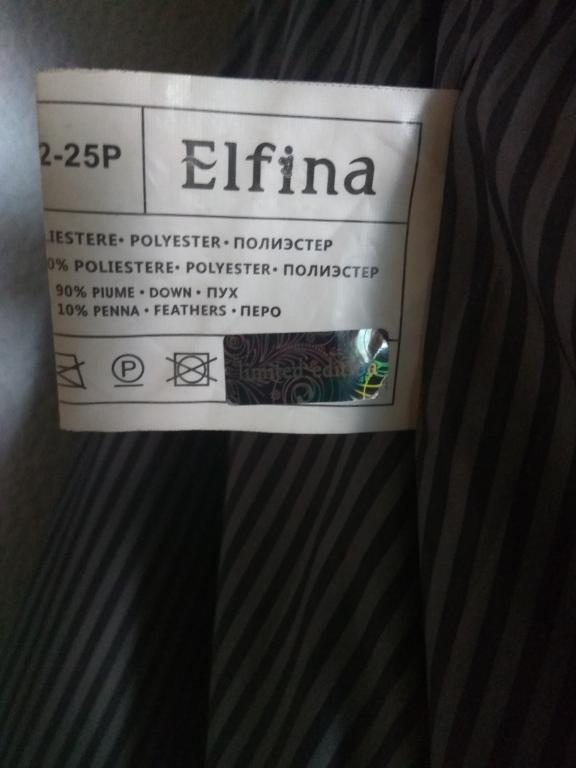 2-25P
Elfina
LIESTERE• POLYESTER • ПОЛИЭСТЕР
0% POLIESTERE• POLYESTER• ПОЛИЭСТЕР
90% PIUME • DOWN • ПУХ
10% PENNA • FEATHERS • ПЕРО
P
limited edition